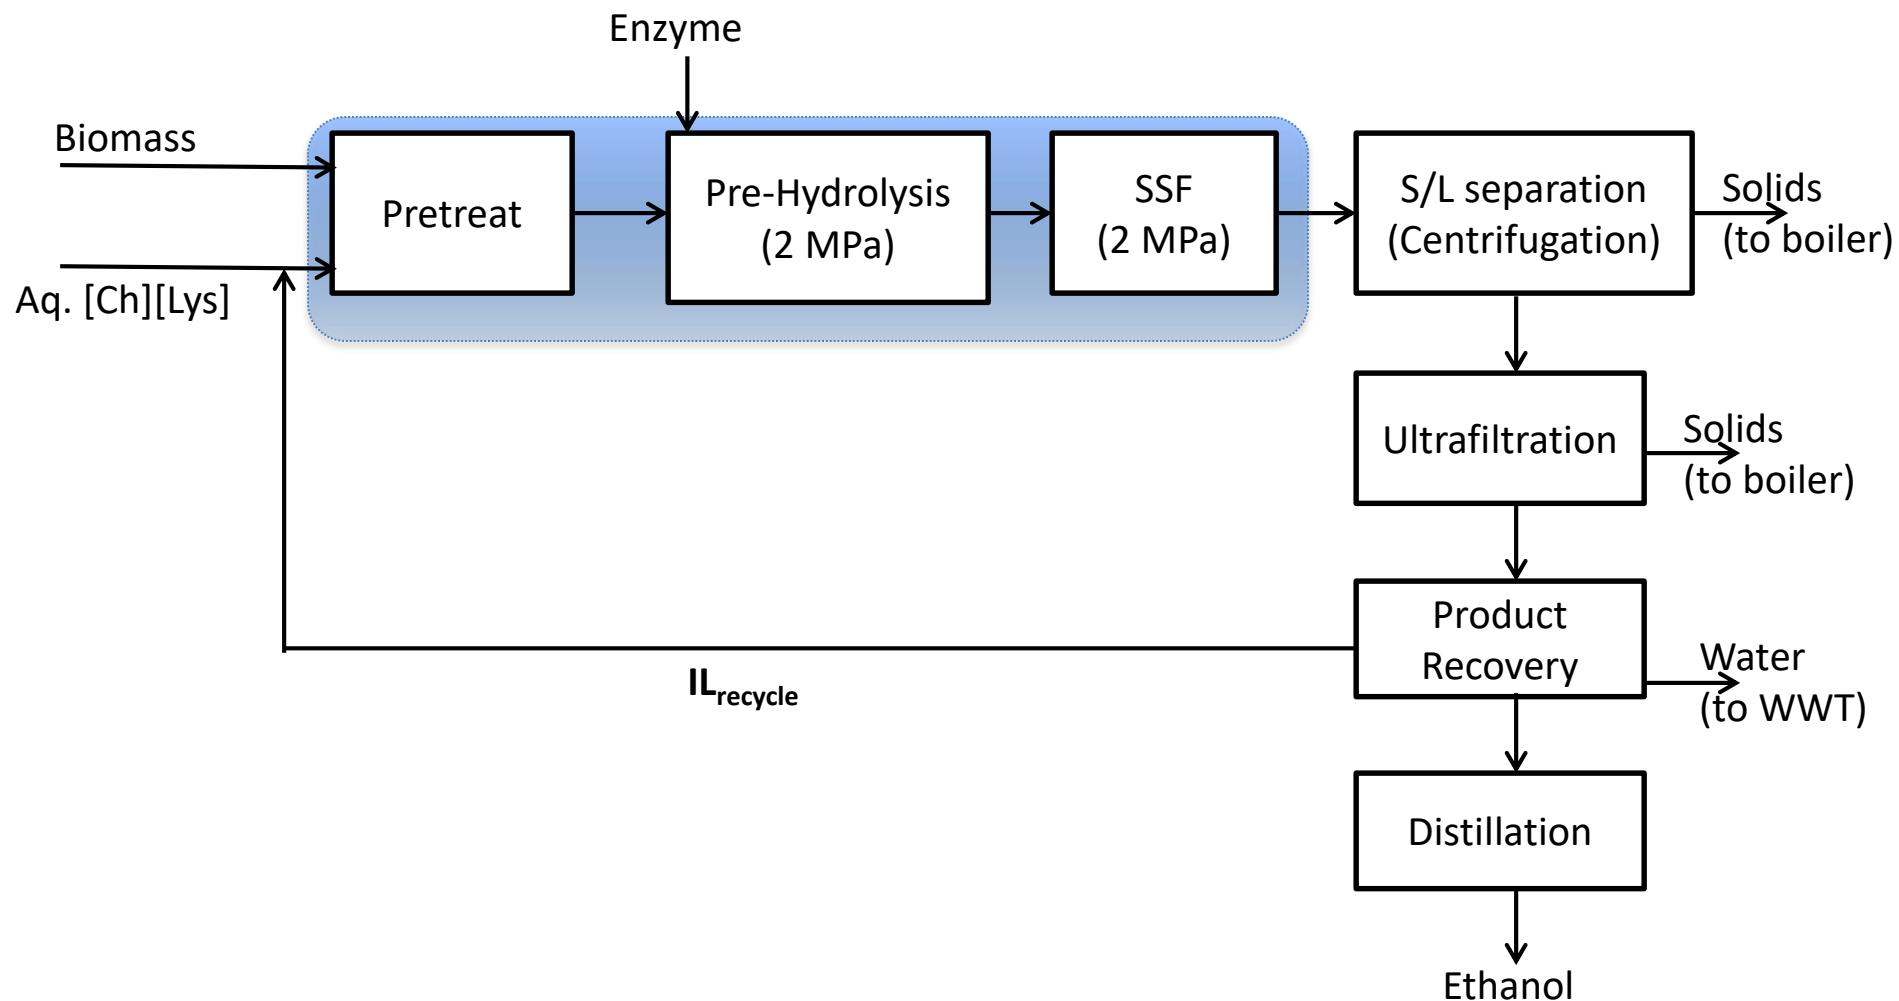 Enzyme
Biomass
Aq. [Ch][Lys]
Pretreat
Pre-Hydrolysis
(2 MPa)
SSF
(2 MPa)
S/L separation
(Centrifugation)
Solids
(to boiler)
Ultrafiltration
Solids
(to boiler)
Product
Recovery
Water
(to WWT)
ILrecycle
Distillation
Ethanol